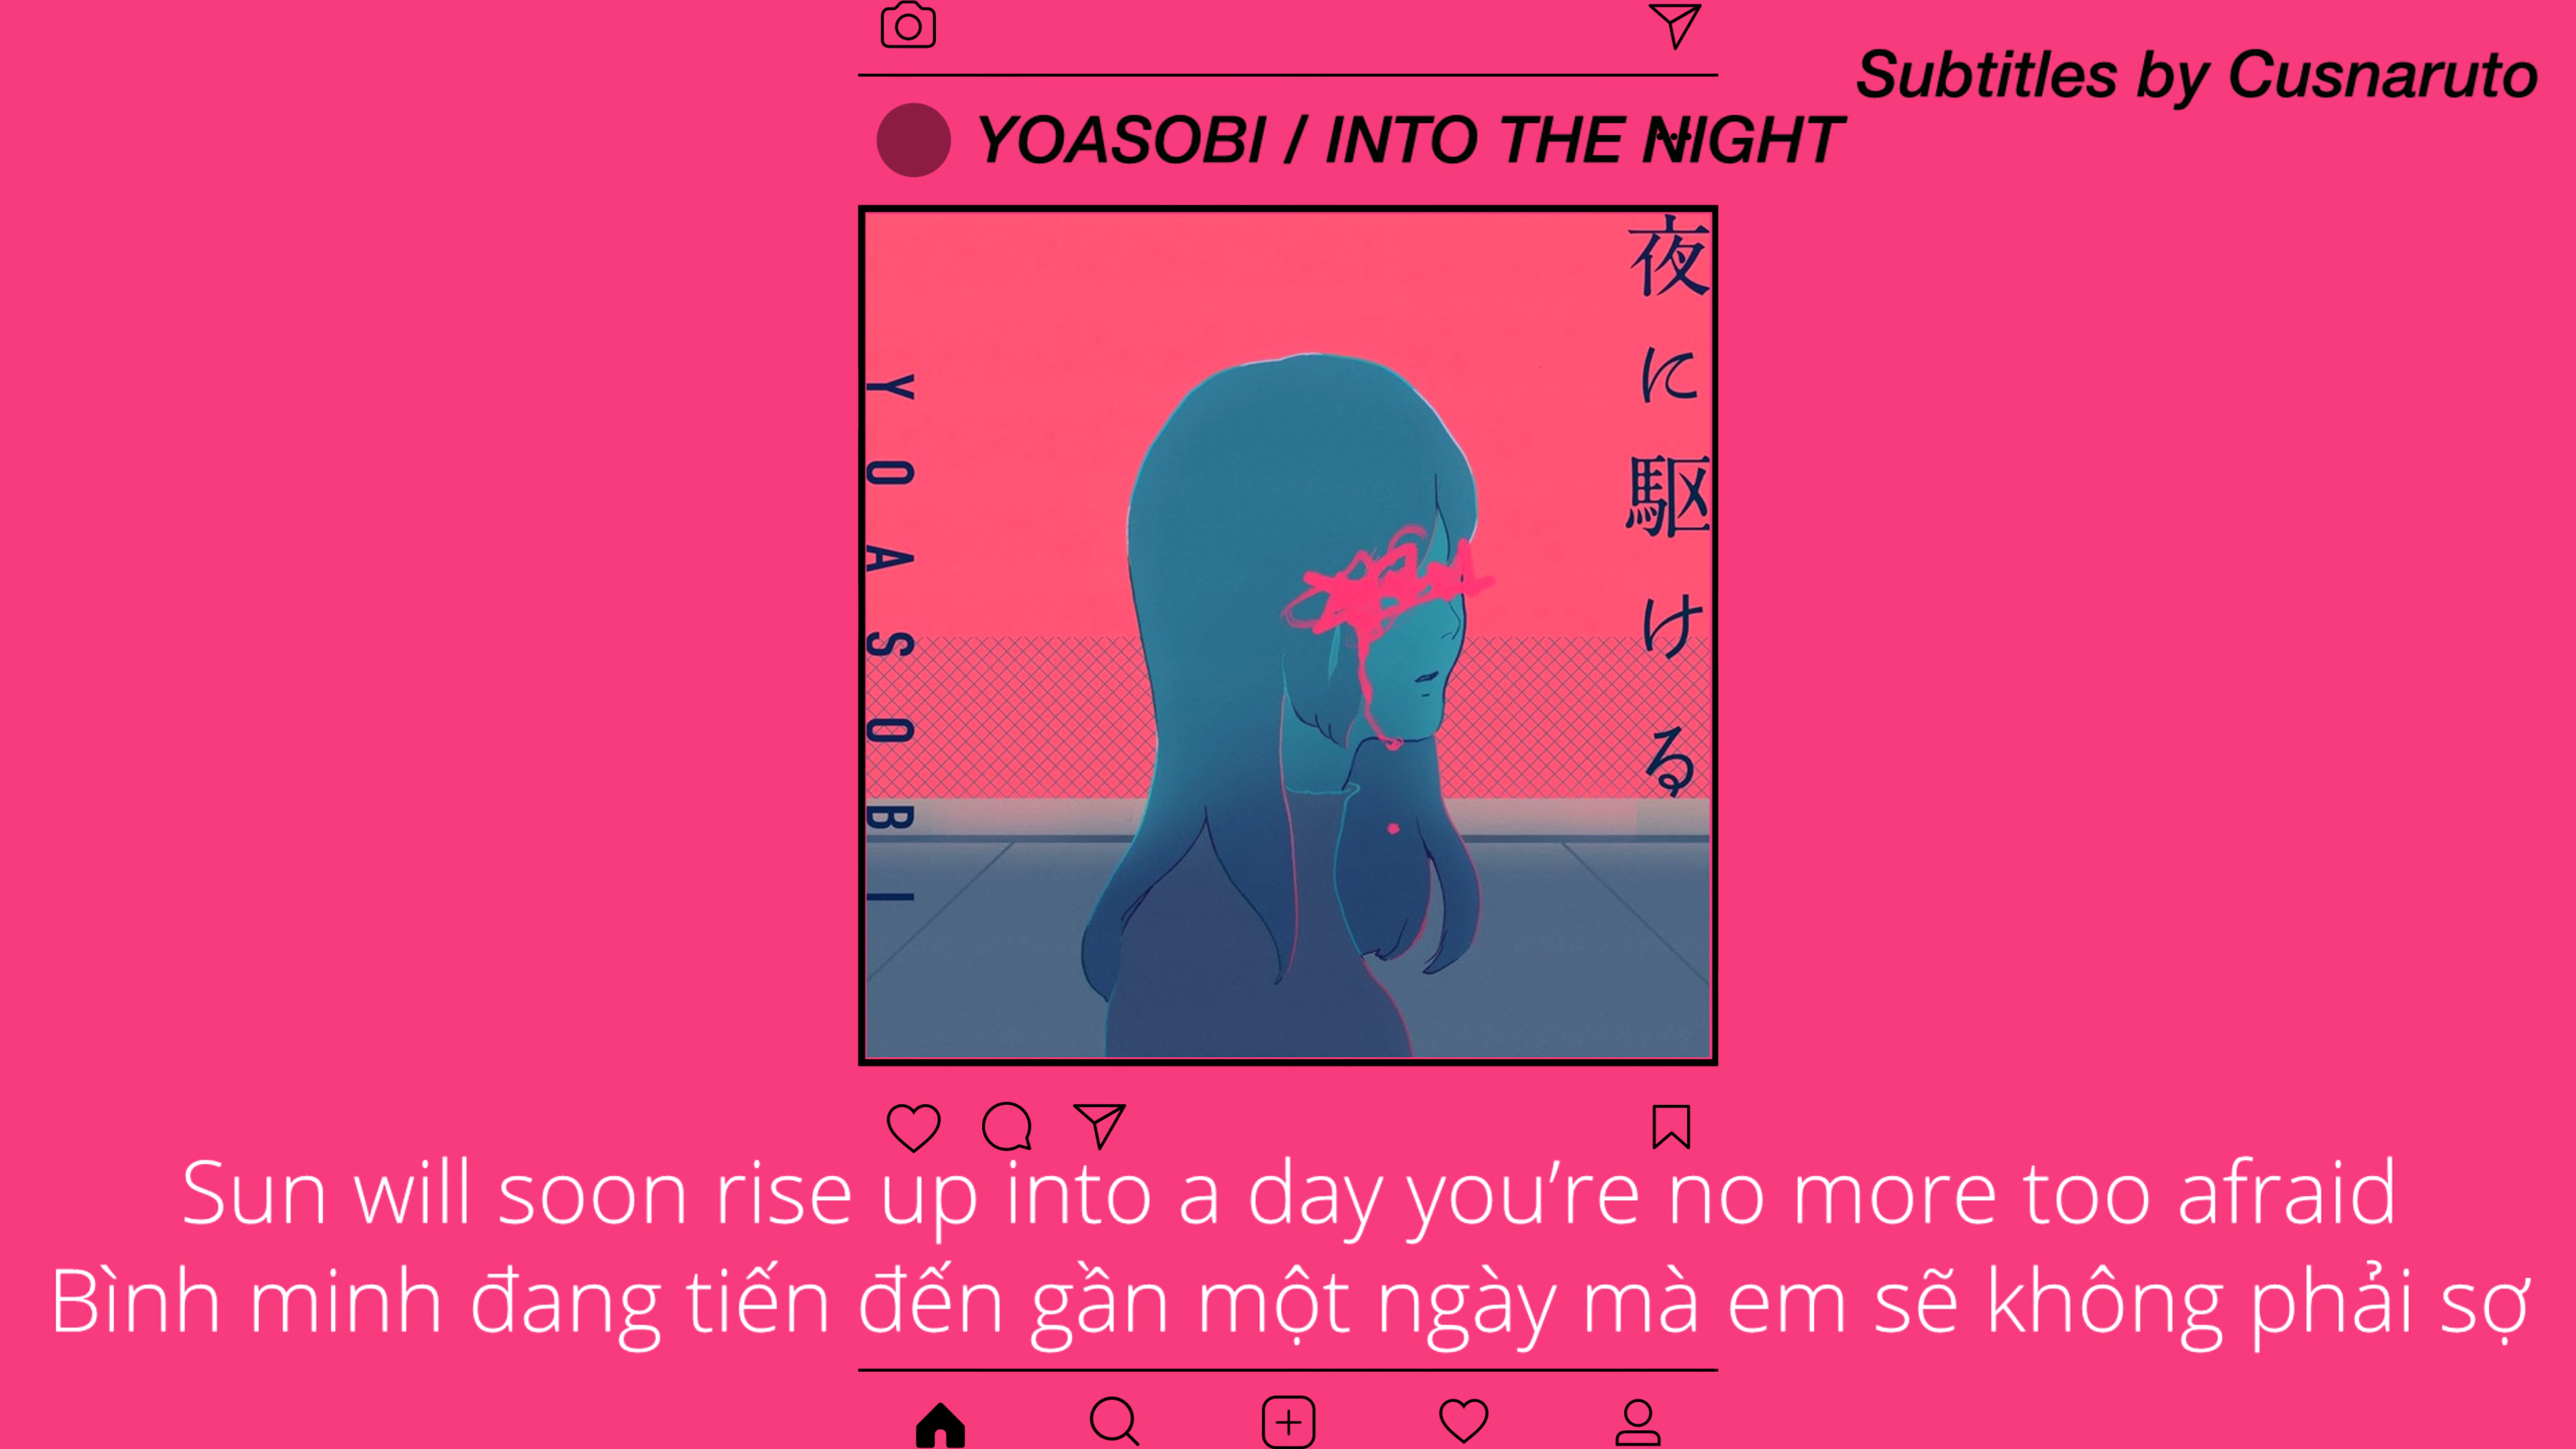 Subtitles by Cusnaruto
YOASOBI / INTO THE NIGHT
夜に駆ける
YOASOBI
Sun will soon rise up into a day you’re no more too afraid
Bình minh đang tiến đến gần một ngày mà em sẽ không phải sợ